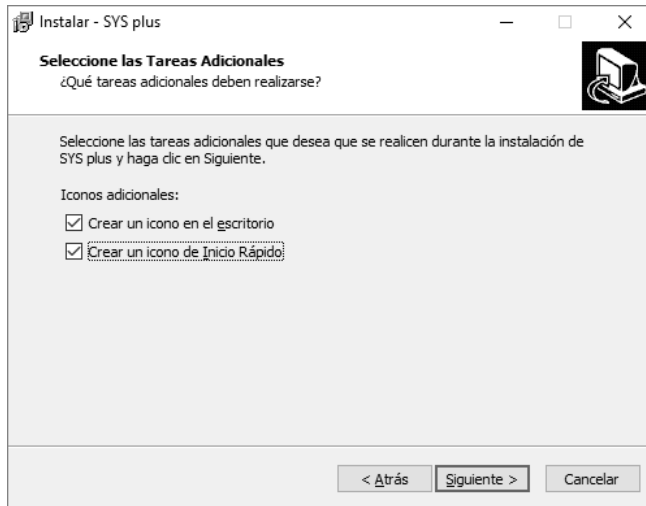 Instalar - SYS plus
Seleccione las Tareas Adicionales
¿Qué tareas adicionales deben realizarse?
Seleccione las tareas adicionales que desea que se realicen durante la instalación de
SYS plus y haga clic en Siguiente.
Iconos adicionales:
Crear un icono en el escritorio
Crear un icono de Inicio Rápido
< Atrás Siguiente > Cancelar